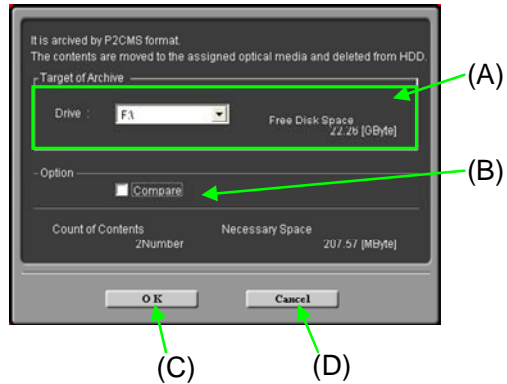 It is arcived by P2CMS format.
The contents are moved to the assigned optical media and deleted from HDD.
Target of Archive
(A)
Drive :
F:\
Free Disk Space
22.26 [GByte]
Option
(B)
Compare
Count of Contents
Necessary Space
2Number
207.57 [MByte]
OK
Cancel
(C)
(D)